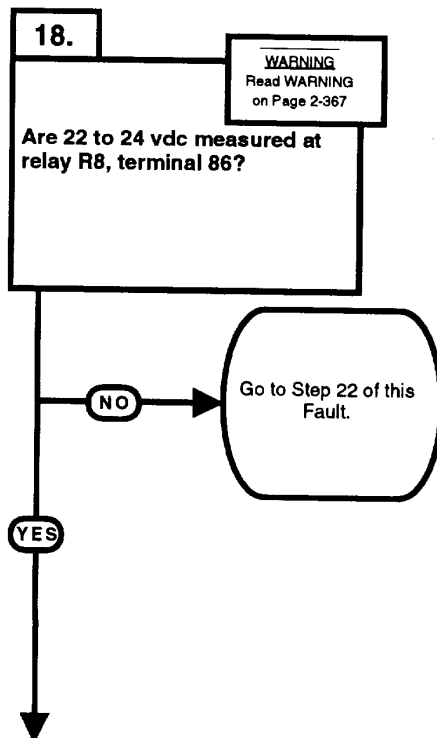 18.
WARNING
Read WARNING
on Page 2-367
Are 22 to 24 vdc measured at
relay R8, terminal 86?
NO
Go to Step 22 of this
Fault.
YES